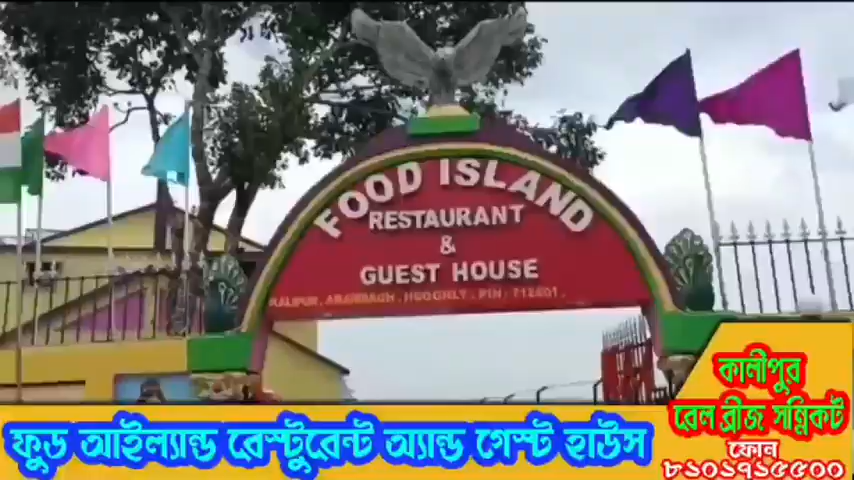 FOOD ISLAND
RESTAURANT
&
GUEST HOUSE
KALIPUR, ARAMBAGH, HOOGHLY, PIN - 712601
কালীপুর
রেল ব্রীজ সন্নিকট
ফোন
৮১০১৭১৫৫০০
ফুড আইল্যান্ড রেস্টুরেন্ট অ্যান্ড গেস্ট হাউস